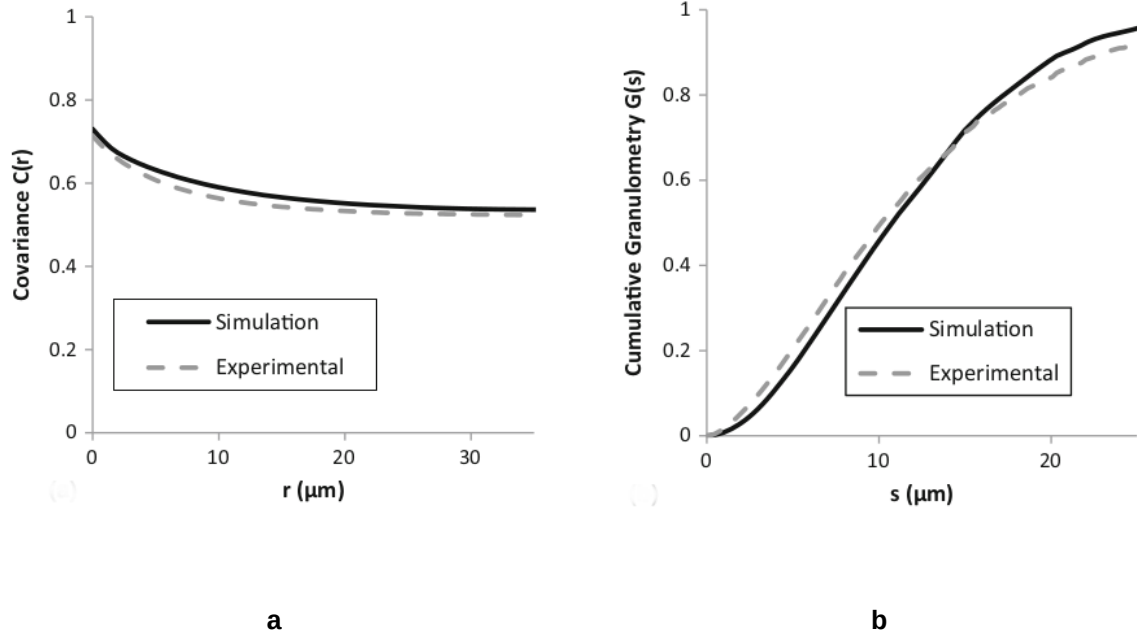 Covariance C(r)
1
0.8
0.6
0.4
0.2
0
0 10 20 30
r (µm)
Simulation
Experimental
(a)
a
Cumulative Granulometry G(s)
1
0.8
0.6
0.4
0.2
0
0 10 20
s (µm)
Simulation
Experimental
b